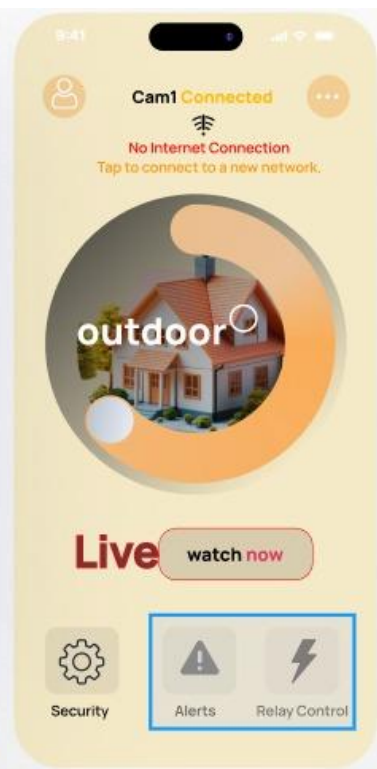 9:41
Cam1 Connected
No Internet Connection
Tap to connect to a new network.
outdoor
Live watch now
Security Alerts Relay Control